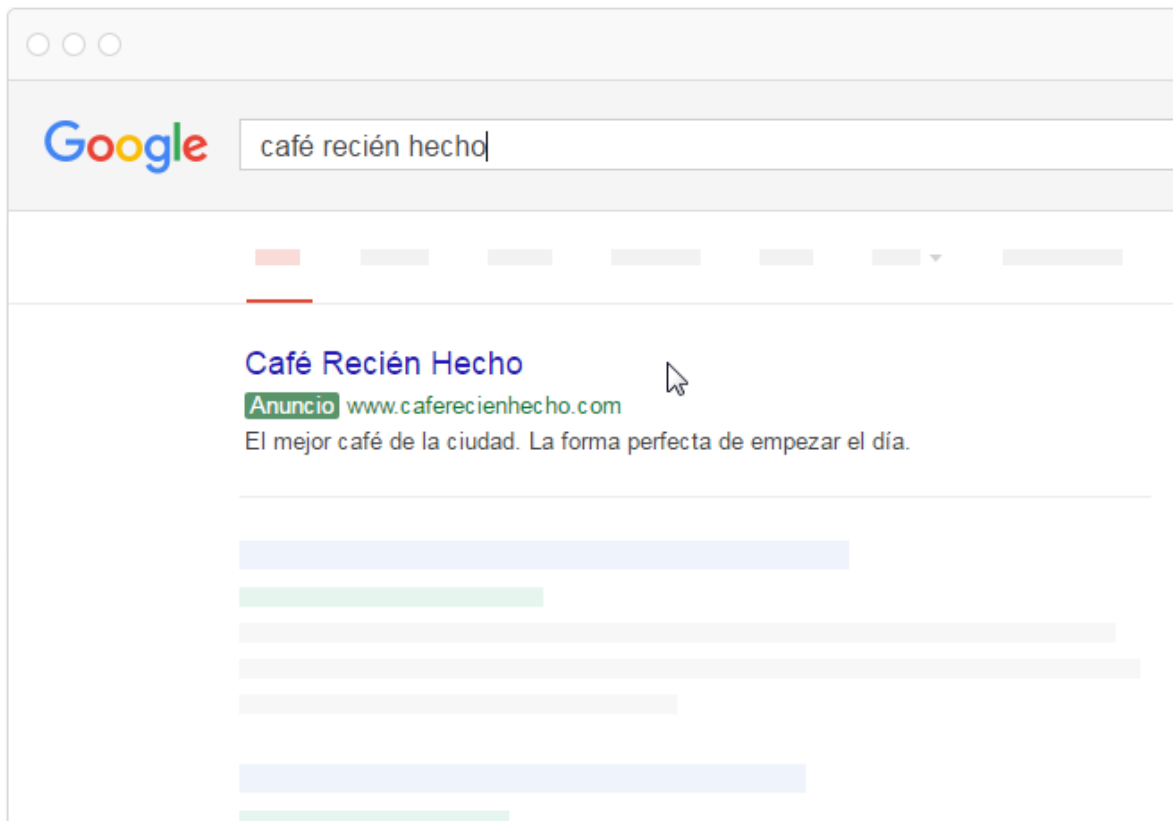 Google café recién hecho
Café Recién Hecho
Anuncio www.caferecienhecho.com
El mejor café de la ciudad. La forma perfecta de empezar el día.